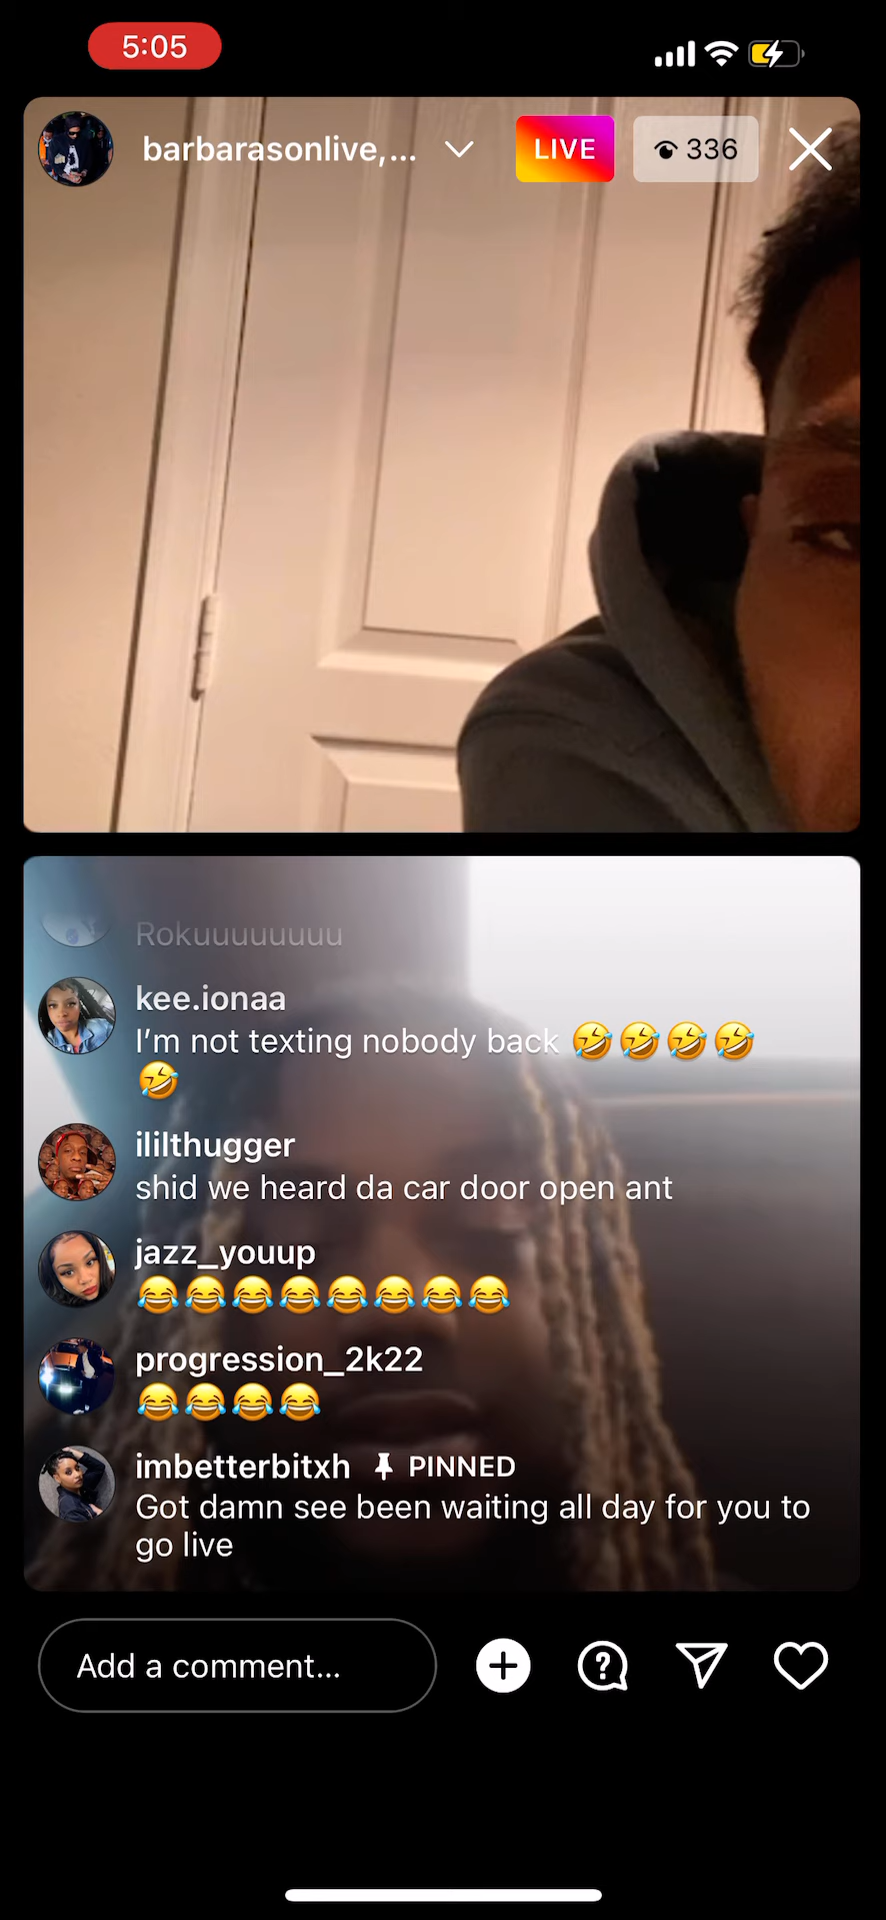 5:05
barbarasonlive,...
LIVE
336
Rokuuuuuuuu
kee.ionaa
I’m not texting nobody back 🤣🤣🤣🤣
🤣
ililthugger
shid we heard da car door open ant
jazz_youup
😂😂😂😂😂😂😂😂
progression_2k22
😂😂😂😂
imbetterbitxh PINNED
Got damn see been waiting all day for you to
go live
Add a comment...